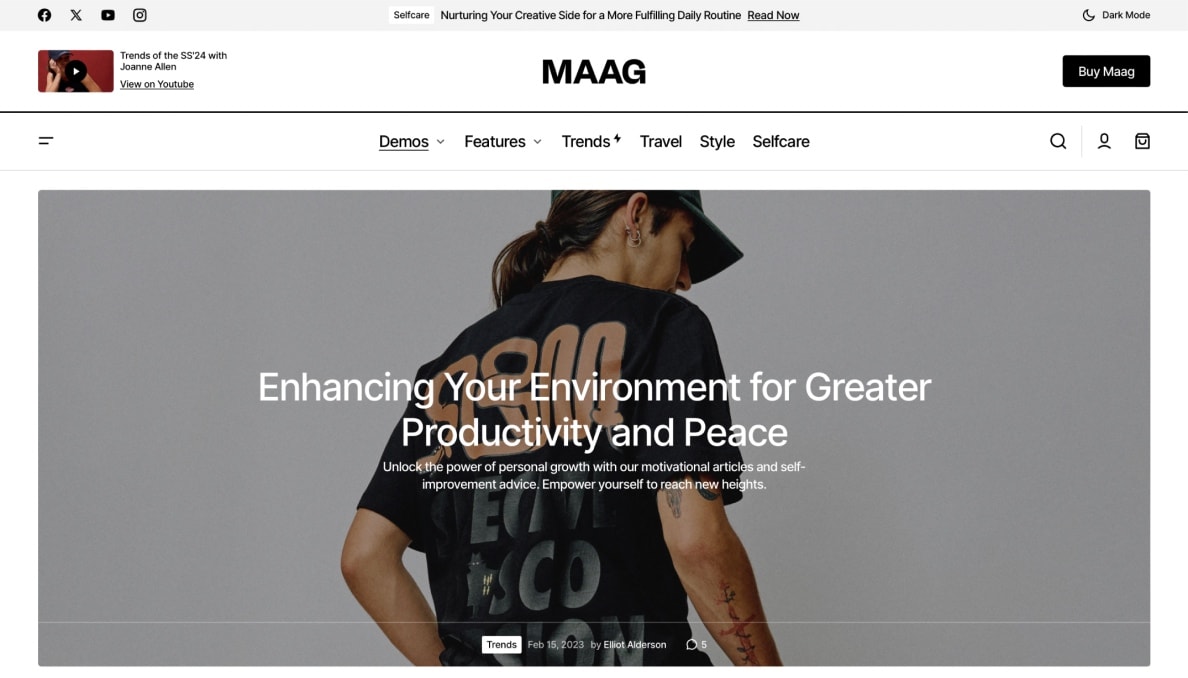 Selfcare Nurturing Your Creative Side for a More Fulfilling Daily Routine Read Now
Dark Mode
Trends of the SS'24 with
Joanne Allen
View on Youtube
MAAG
Buy Maag
Demos Features Trends Travel Style Selfcare
Enhancing Your Environment for Greater
Productivity and Peace
Unlock the power of personal growth with our motivational articles and self-
improvement advice. Empower yourself to reach new heights.
Trends Feb 15, 2023 by Elliot Alderson 5